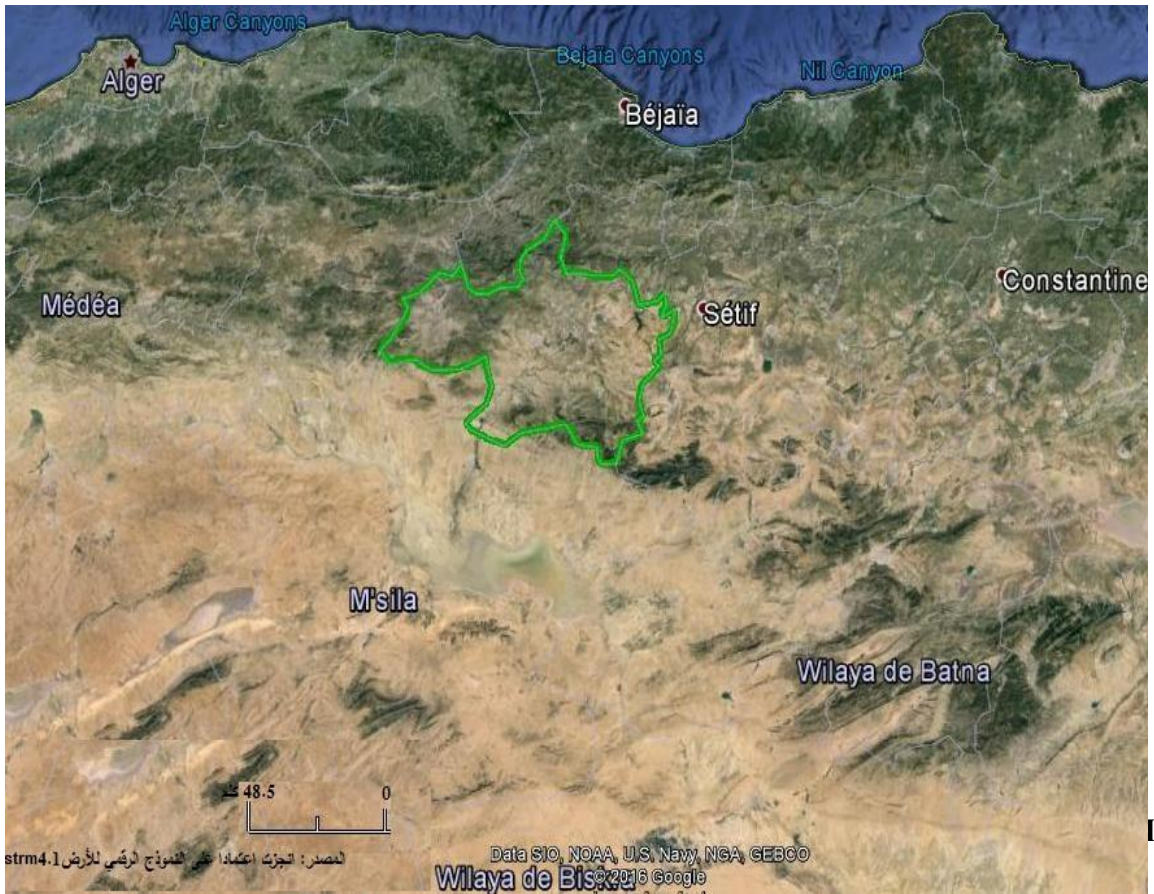 Alger Canyons
Bejaïa Canyons
Nil Canyon
Alger
Béjaïa
Constantine
Médéa
Sétif
M'sila
Wilaya de Batna
48.5 كلم 0
المصدر: انجزت اعتمادا على النموذج الرقمي للأرض strm4.1
Data SIO, NOAA, U.S. Navy, NGA, GEBCO
©2016 Google
Wilaya de Biskra